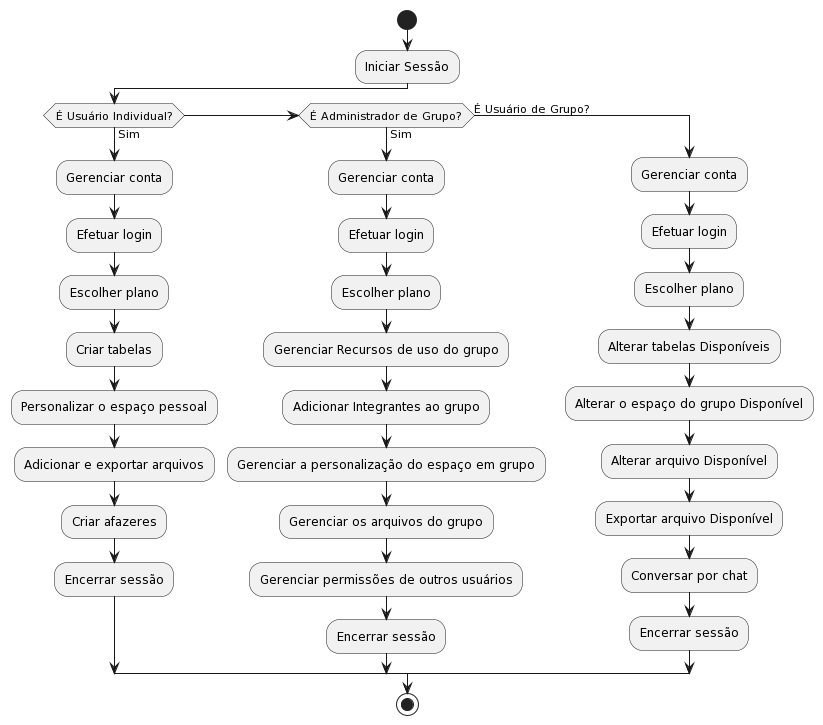 Iniciar Sessão
É Usuário Individual?
Sim
Gerenciar conta
Efetuar login
Escolher plano
Criar tabelas
Personalizar o espaço pessoal
Adicionar e exportar arquivos
Criar afazeres
Encerrar sessão
É Administrador de Grupo?
Sim
Gerenciar conta
Efetuar login
Escolher plano
Gerenciar Recursos de uso do grupo
Adicionar Integrantes ao grupo
Gerenciar a personalização do espaço em grupo
Gerenciar os arquivos do grupo
Gerenciar permissões de outros usuários
Encerrar sessão
É Usuário de Grupo?
Gerenciar conta
Efetuar login
Escolher plano
Alterar tabelas Disponíveis
Alterar o espaço do grupo Disponível
Alterar arquivo Disponível
Exportar arquivo Disponível
Conversar por chat
Encerrar sessão